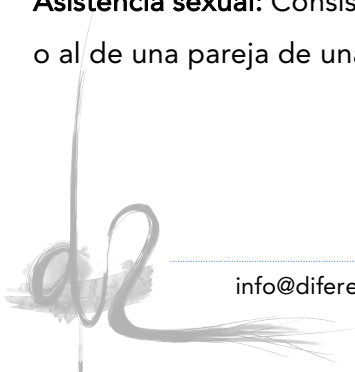 Asistencia sexual: Consis
o al de una pareja de una
info@difere